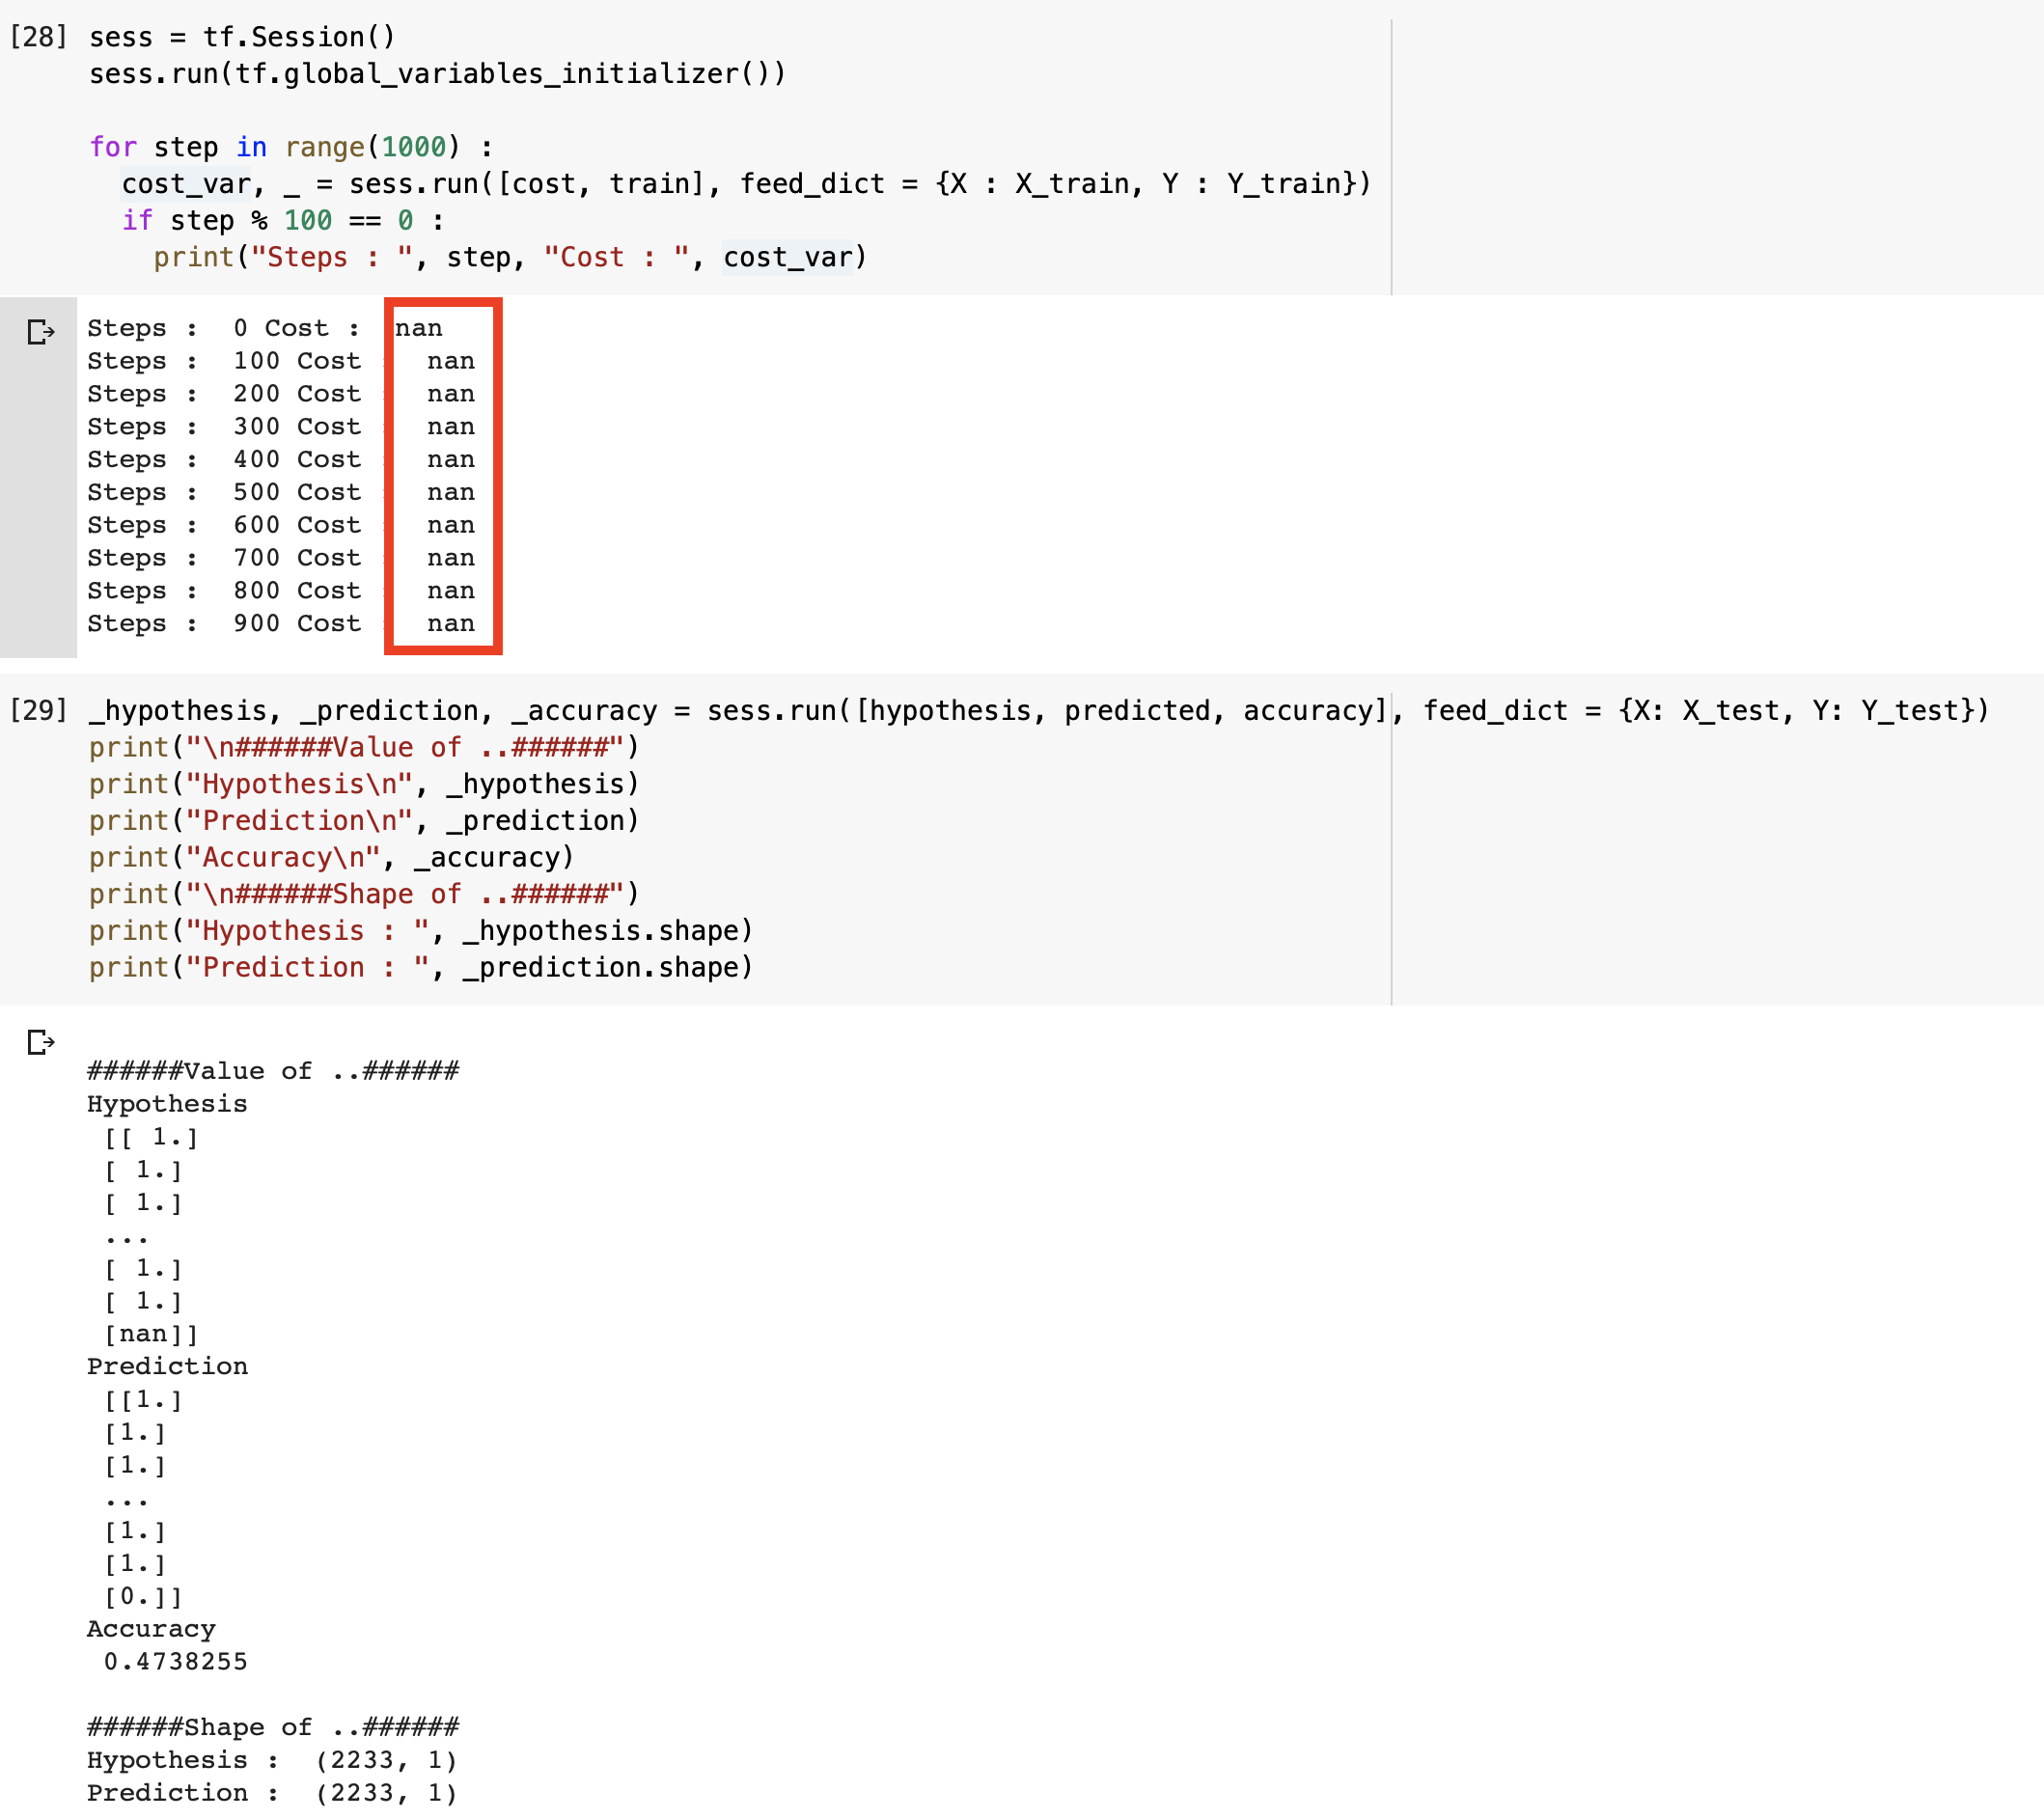 [28] sess = tf.Session()
sess.run(tf.global_variables_initializer())
for step in range(1000) :
cost_var, _ = sess.run([cost, train], feed_dict = {X : X_train, Y : Y_train})
if step % 100 == 0 :
print("Steps : ", step, "Cost : ", cost_var)
Steps :  0 Cost :  nan
Steps :  100 Cost :  nan
Steps :  200 Cost :  nan
Steps :  300 Cost :  nan
Steps :  400 Cost :  nan
Steps :  500 Cost :  nan
Steps :  600 Cost :  nan
Steps :  700 Cost :  nan
Steps :  800 Cost :  nan
Steps :  900 Cost :  nan
[29] _hypothesis, _prediction, _accuracy = sess.run([hypothesis, predicted, accuracy], feed_dict = {X: X_test, Y: Y_test})
print("\n######Value of ..######")
print("Hypothesis\n", _hypothesis)
print("Prediction\n", _prediction)
print("Accuracy\n", _accuracy)
print("\n######Shape of ..######")
print("Hypothesis : ", _hypothesis.shape)
print("Prediction : ", _prediction.shape)
######Value of ..######
Hypothesis
[[ 1.]
[ 1.]
[ 1.]
...
[ 1.]
[ 1.]
[nan]]
Prediction
[[1.]
[1.]
[1.]
...
[1.]
[1.]
[0.]]
Accuracy
0.4738255
######Shape of ..######
Hypothesis :  (2233, 1)
Prediction :  (2233, 1)